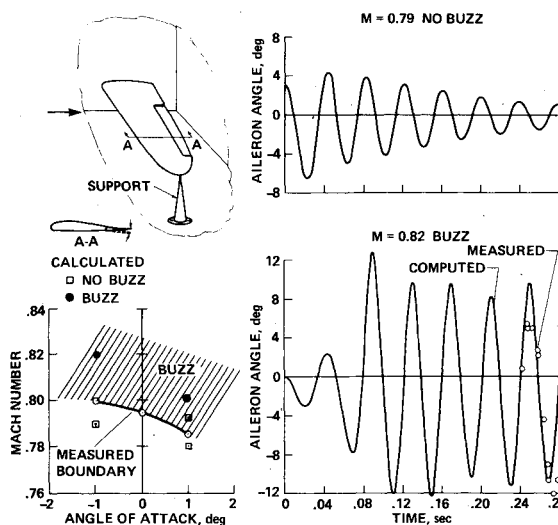 A
A
SUPPORT
A-A
CALCULATED
NO BUZZ
BUZZ
.84
.82
.80
.78
.76
MACH NUMBER
BUZZ
MEASURED
BOUNDARY
-2
-1
0
1
2
ANGLE OF ATTACK, deg
M = 0.79 NO BUZZ
AILERON ANGLE, deg
8
4
0
-4
-8
M = 0.82 BUZZ
MEASURED
COMPUTED
AILERON ANGLE, deg
12
8
4
0
-4
-8
-12
0
.04
.08
.12
.16
.20
.24
TIME, sec